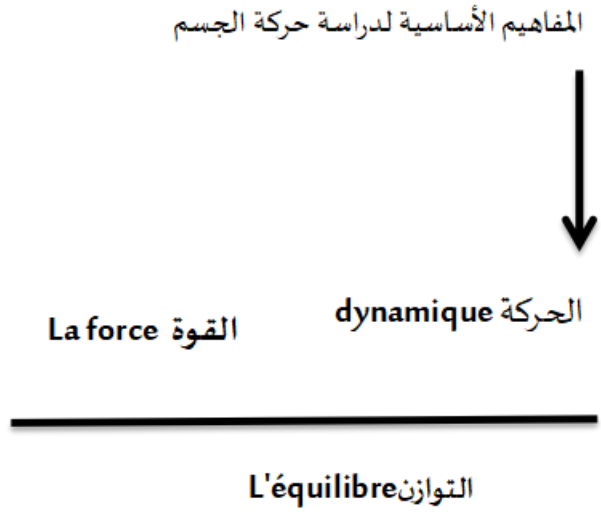 المفاهيم الأساسية لدراسة حركة الجسم
الحركة dynamique
القوة La force
التوازنL'équilibre